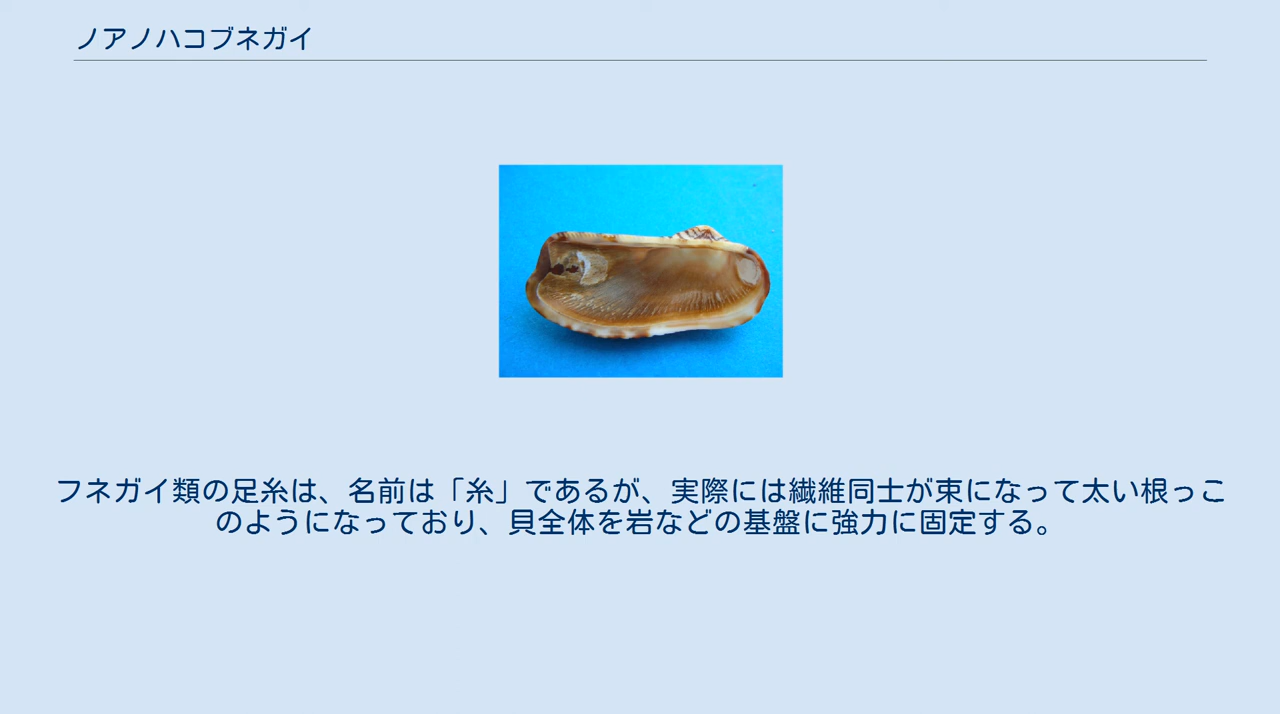 ノアノハコブネガイ
フネガイ類の足糸は、名前は「糸」であるが、実際には繊維同士が束になって太い根っこ
のようになっており、貝全体を岩などの基盤に強力に固定する。